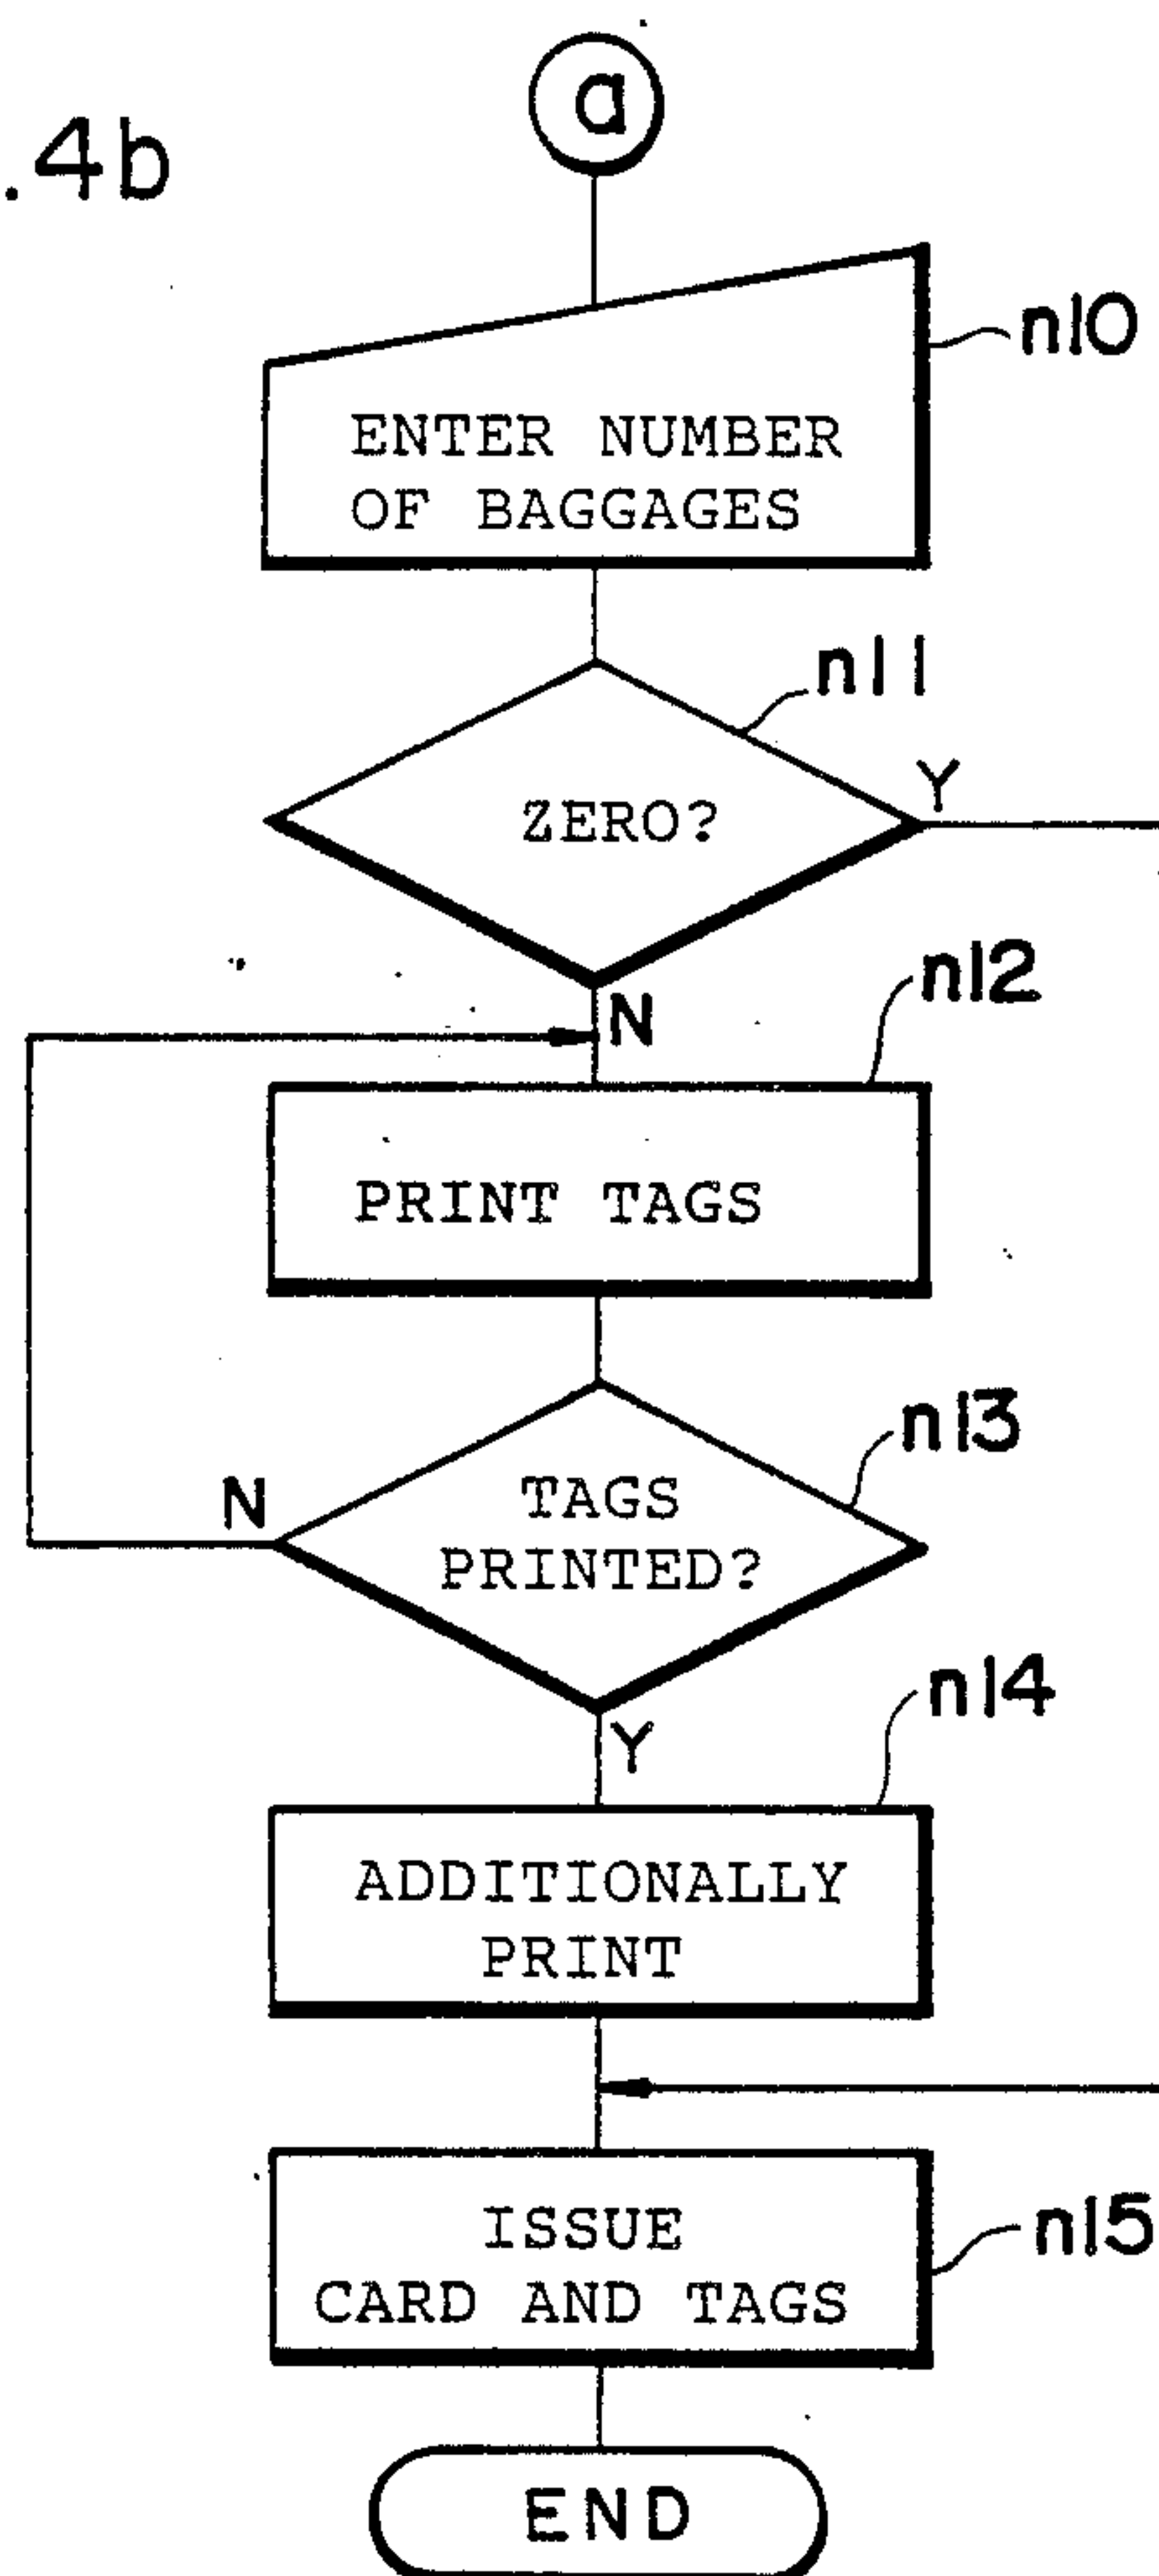 a
.4b
n10
ENTER NUMBER
OF BAGGAGES
n11
Y
ZERO?
N
n12
PRINT TAGS
n13
N
TAGS
PRINTED?
n14
Y
ADDITIONALLY
PRINT
ISSUE
n15
CARD AND TAGS
END